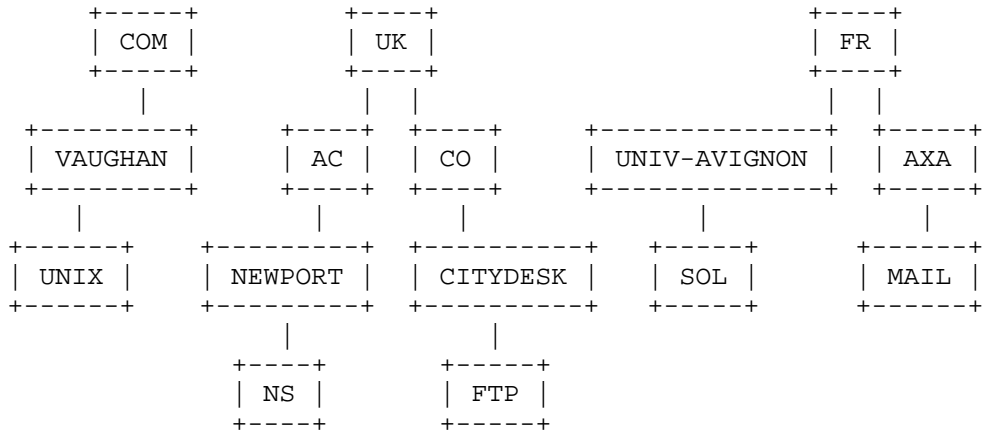 COM UK FR
VAUGHAN AC CO UNIV-AVIGNON AXA
UNIX NEWPORT CITYDESK SOL MAIL
NS FTP